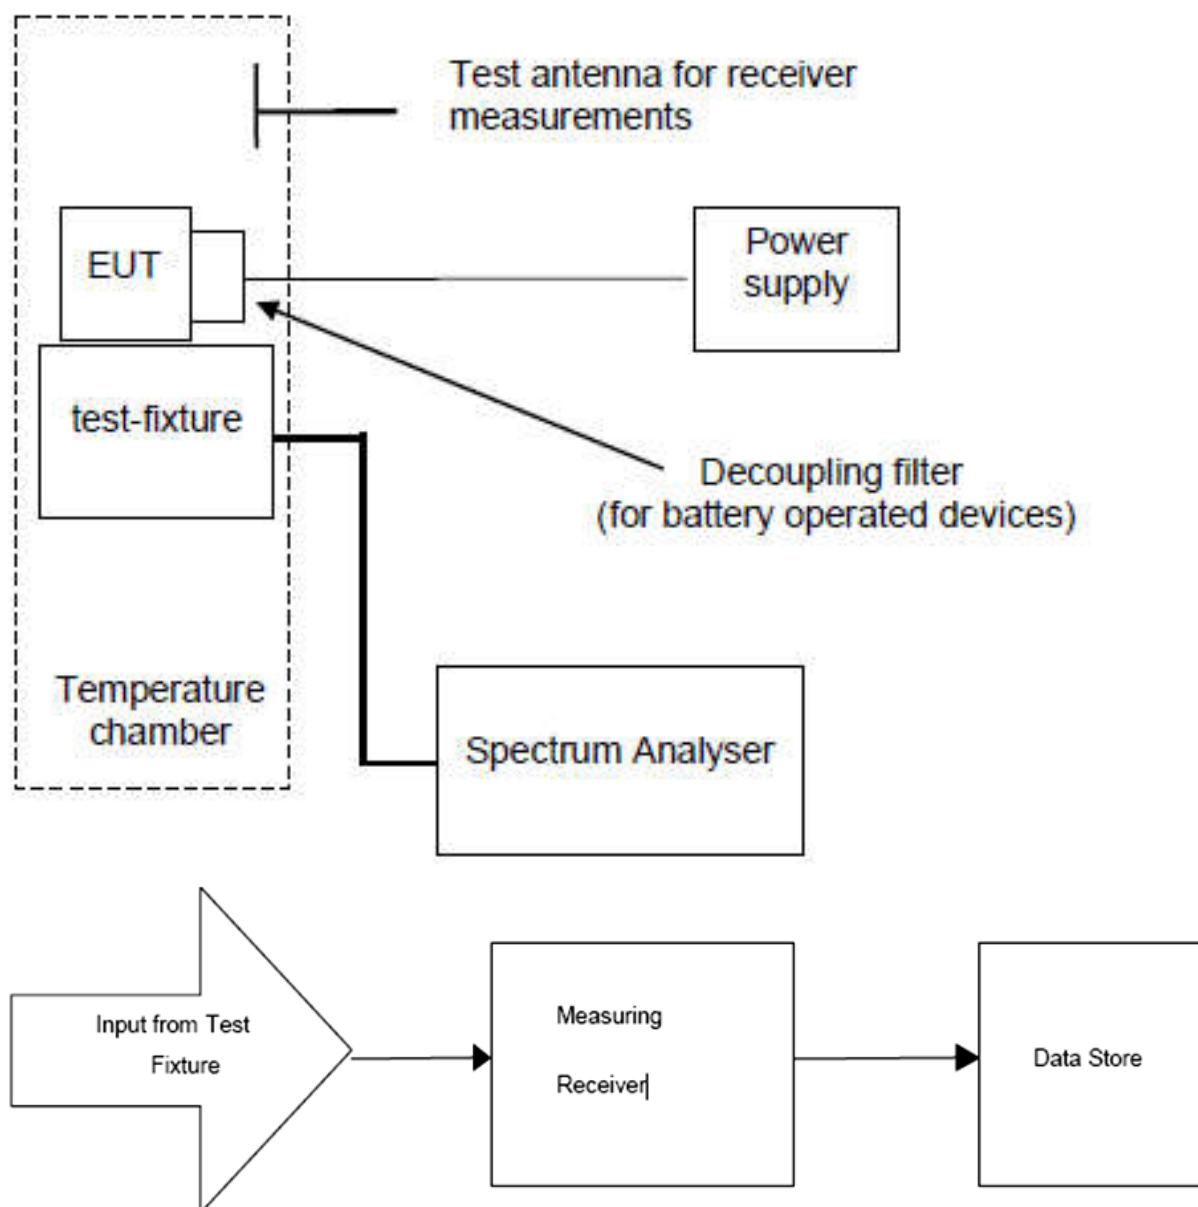 Test antenna for receiver
measurements
EUT
Power
supply
test-fixture
Decoupling filter
(for battery operated devices)
Temperature
chamber
Spectrum Analyser
Input from Test
Fixture
Measuring
Receiver
Data Store